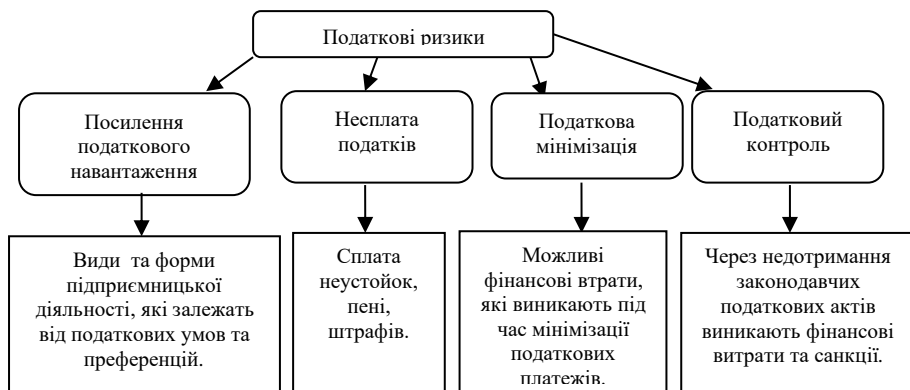 Податкові ризики
Посилення
податкового
навантаження
Несплата
податків
Податкова
мінімізація
Податковий
контроль
Види та форми
підприємницької
діяльності, які залежать
від податкових умов та
преференцій.
Сплата
неустойок,
пені,
штрафів.
Можливі
фінансові втрати,
які виникають під
час мінімізації
податкових
платежів.
Через недотримання
законодавчих
податкових актів
виникають фінансові
витрати та санкції.